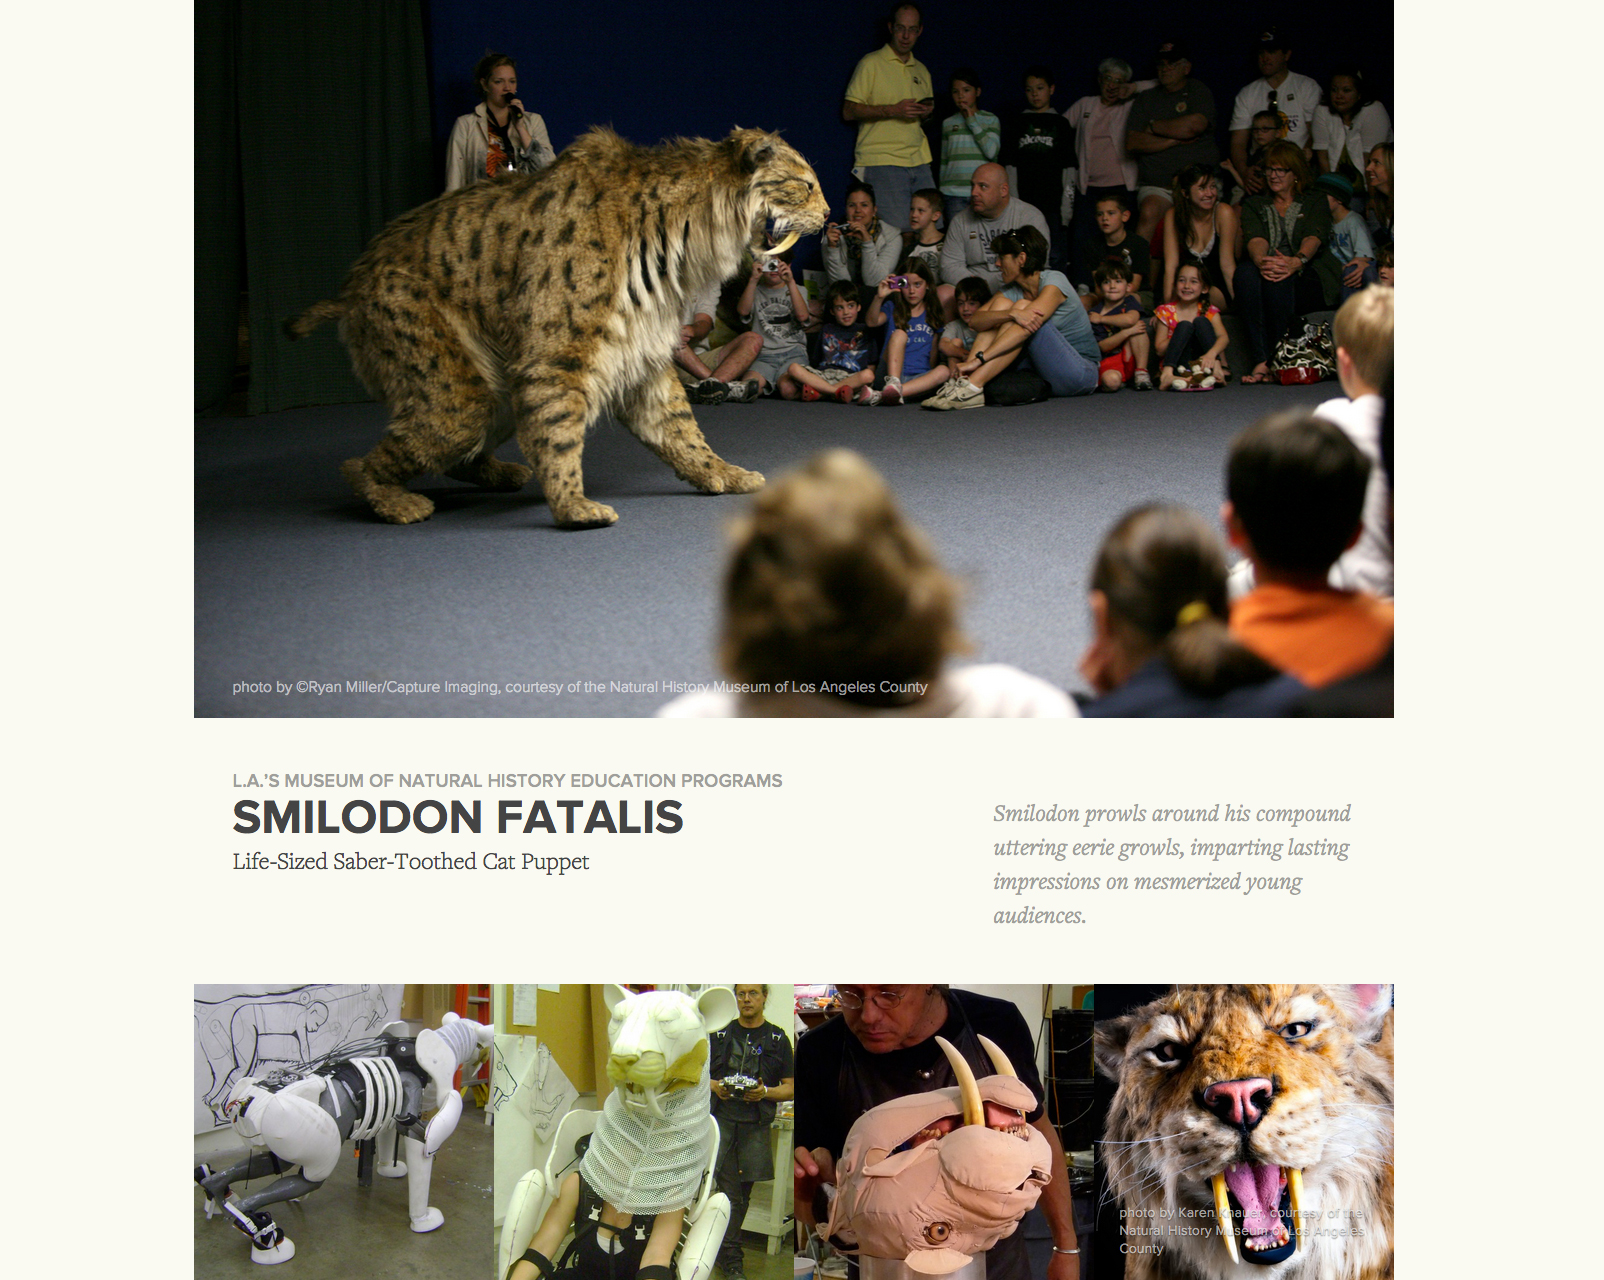 photo by ©Ryan Miller/Capture Imaging, courtesy of the Natural History Museum of Los Angeles County
L.A.’S MUSEUM OF NATURAL HISTORY EDUCATION PROGRAMS
SMILODON FATALIS
Life-Sized Saber-Toothed Cat Puppet
Smilodon prowls around his compound
uttering eerie growls, imparting lasting
impressions on mesmerized young
audiences.
photo by Karen Knauer, courtesy of the
Natural History Museum of Los Angeles
County